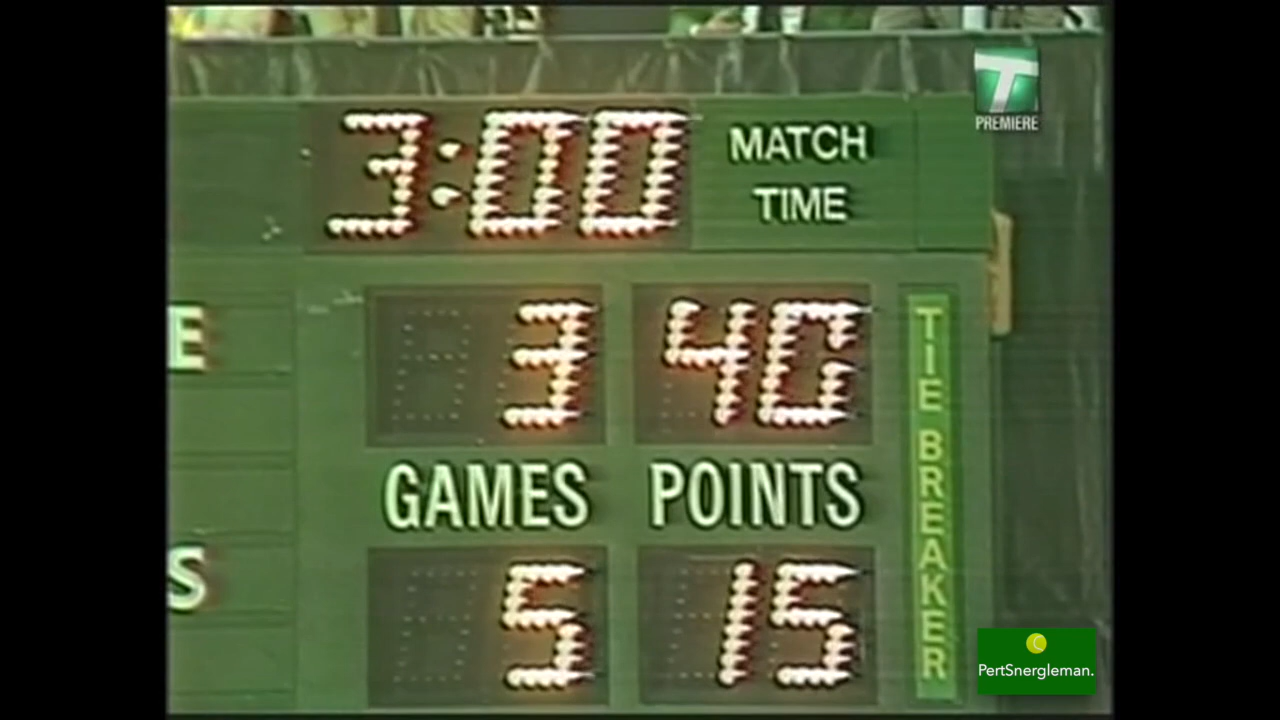 T
PREMIERE
3:00
MATCH
TIME
E
3
40
GAMES
POINTS
TIE BREAKER
S
5
15
PertSnergleman.